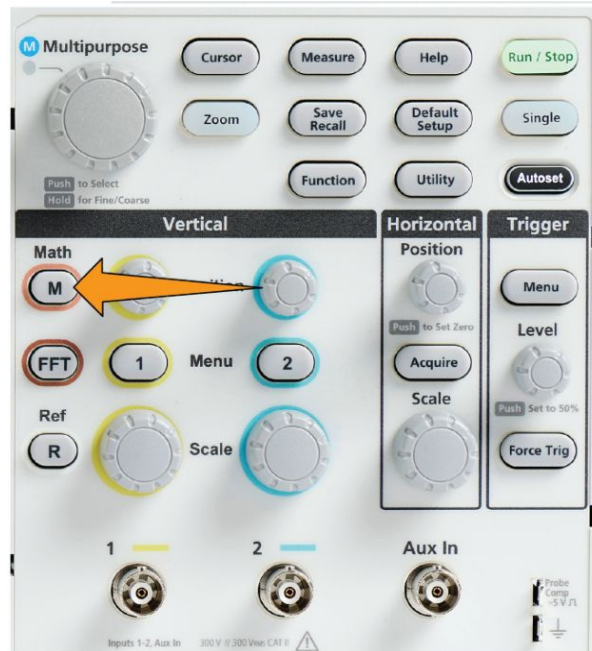 M Multipurpose
Cursor
Measure
Help
Run / Stop
Zoom
Save
Recall
Default
Setup
Single
Push to Select
Hold for Fine/Coarse
Function
Utility
Autoset
Vertical
Horizontal
Trigger
Math
M
Position
Push to Set Zero
Menu
FFT
1
Menu
2
Acquire
Level
Push Set to 50%
Ref
R
Scale
Scale
Force Trig
1
2
Aux In
Inputs 1-2, Aux In
300 V
CAT II
Probe
Comp
~5 V